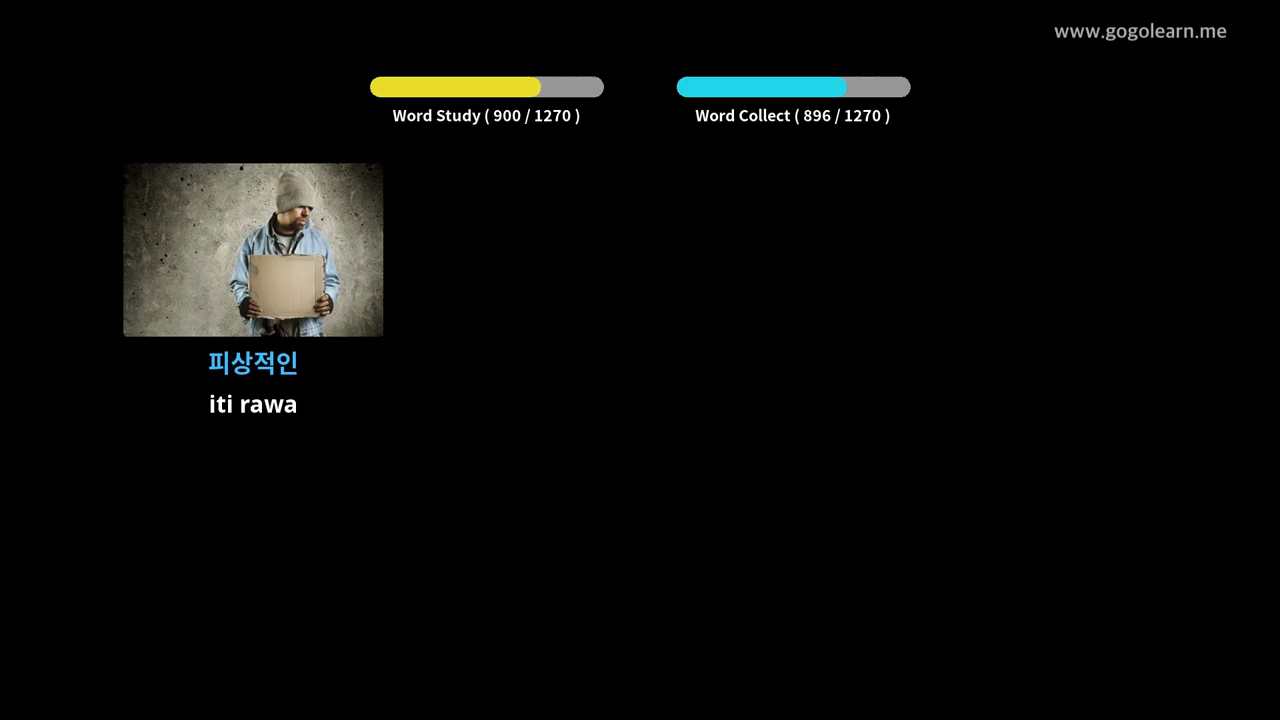 www.gogolearn.me
Word Study ( 900 / 1270 )
Word Collect ( 896 / 1270 )
피상적인
iti rawa